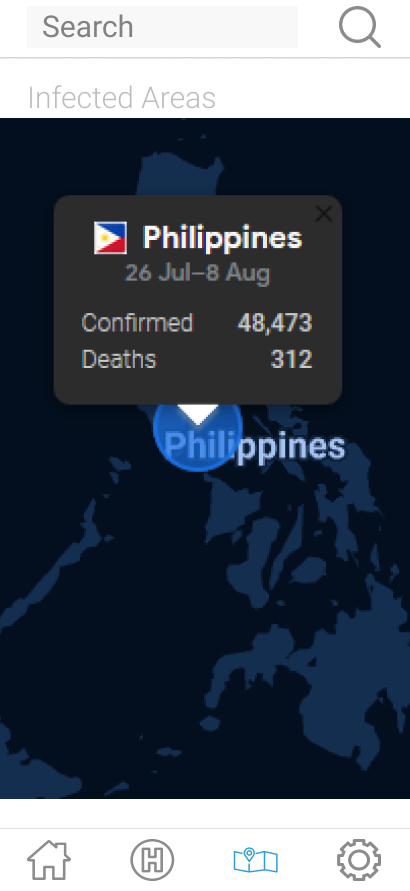 Search
Infected Areas
Philippines
26 Jul–8 Aug
Confirmed 48,473
Deaths 312
Philippines
H